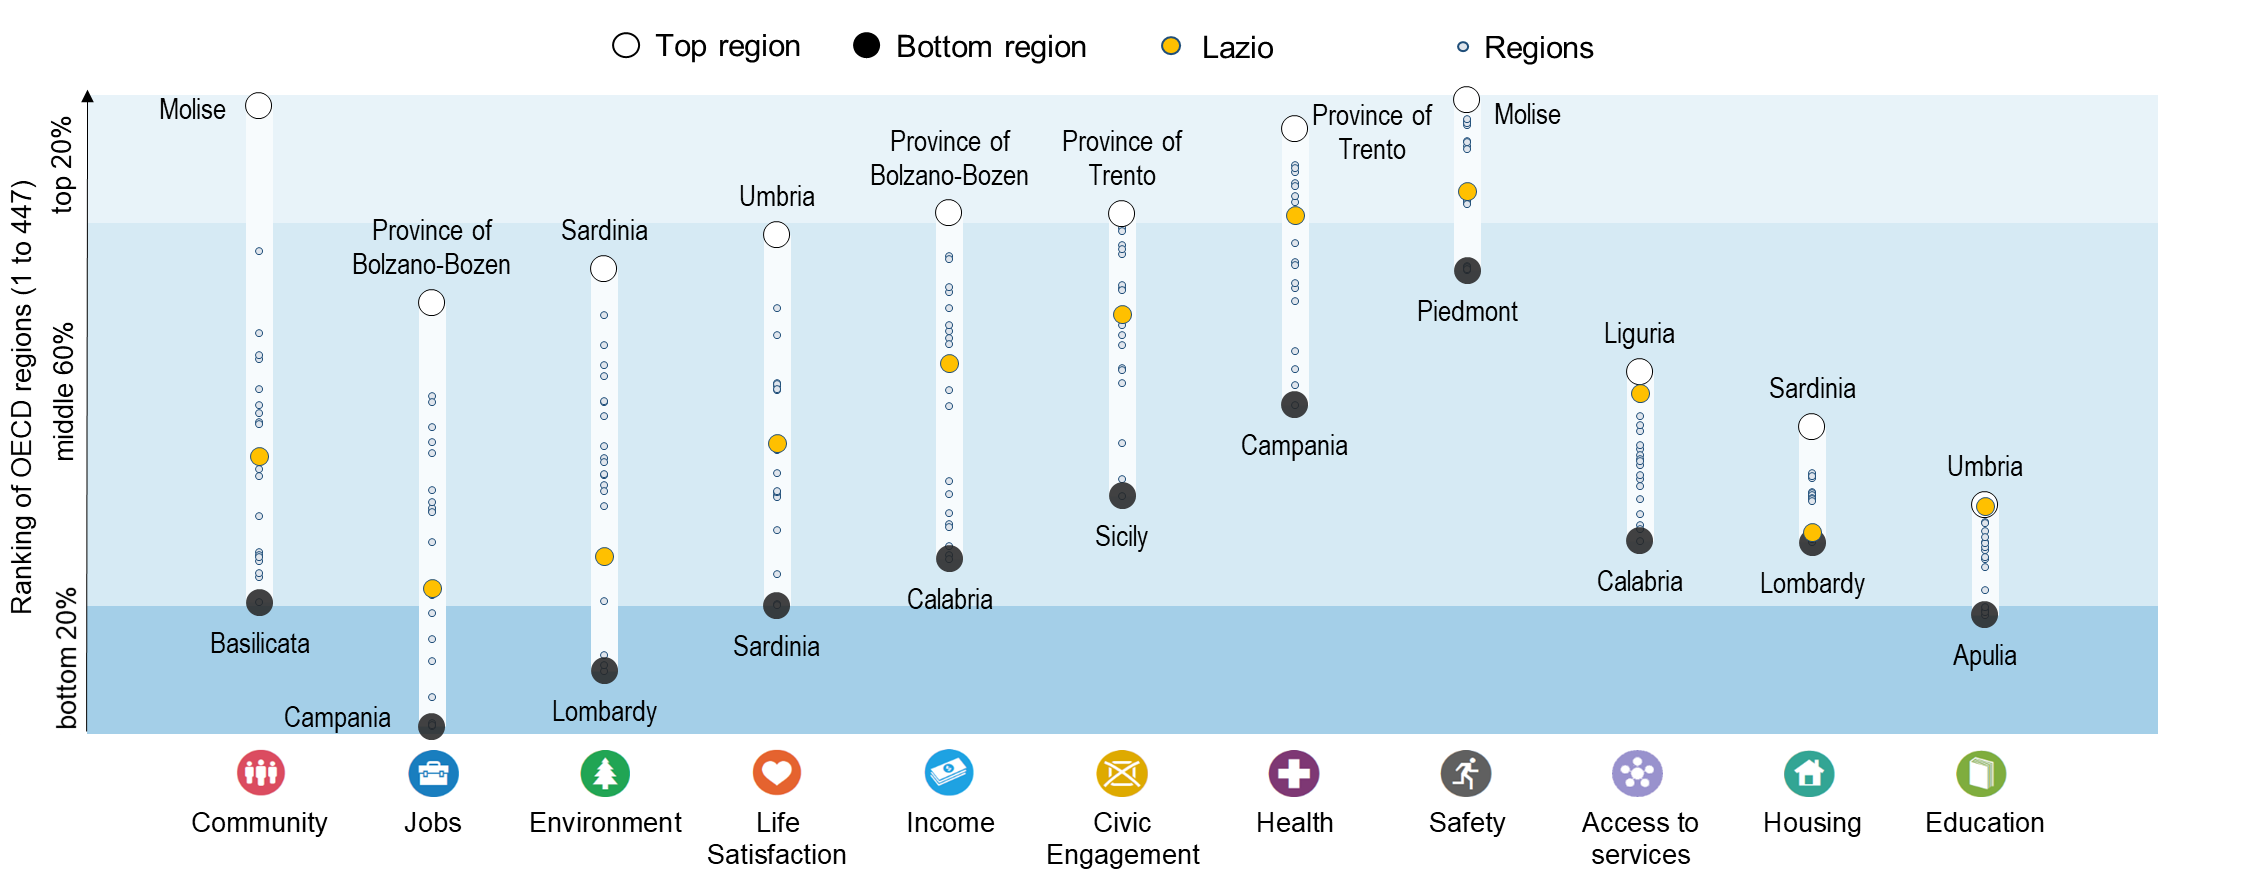 Top region
Bottom region
Lazio
Regions
Ranking of OECD regions (1 to 447)
top 20%
middle 60%
bottom 20%
Molise
Basilicata
Province of
Bolzano-Bozen
Campania
Sardinia
Lombardy
Umbria
Sardinia
Province of
Bolzano-Bozen
Calabria
Province of
Trento
Sicily
Province of
Trento
Campania
Molise
Piedmont
Liguria
Calabria
Sardinia
Lombardy
Umbria
Apulia
Community
Jobs
Environment
Life
Satisfaction
Income
Civic
Engagement
Health
Safety
Access to
services
Housing
Education